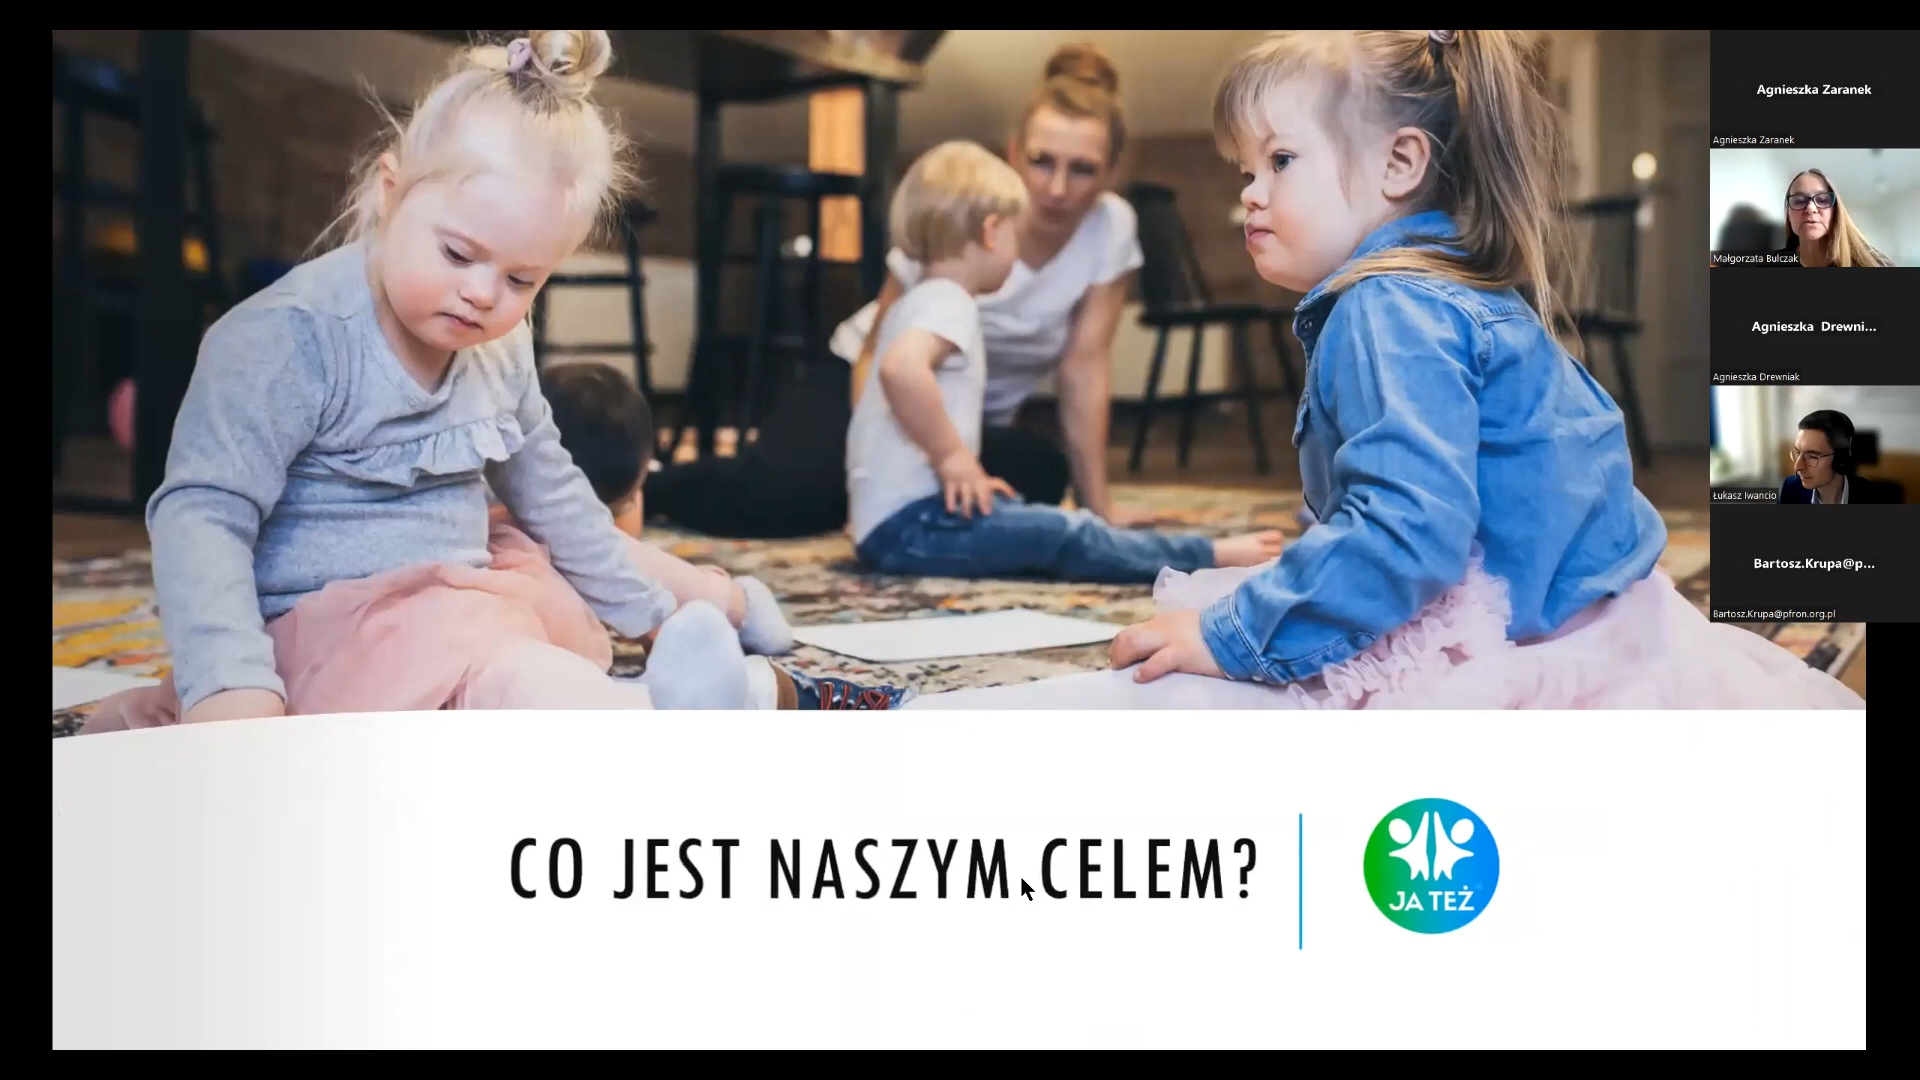 Agnieszka Zaranek
Agnieszka Zaranek
Małgorzata Bulczak
Agnieszka Drewni...
Agnieszka Drewniak
Łukasz Iwancio
Bartosz.Krupa@p...
Bartosz.Krupa@pfron.org.pl
CO JEST NASZYM CELEM?
JA TEŻ